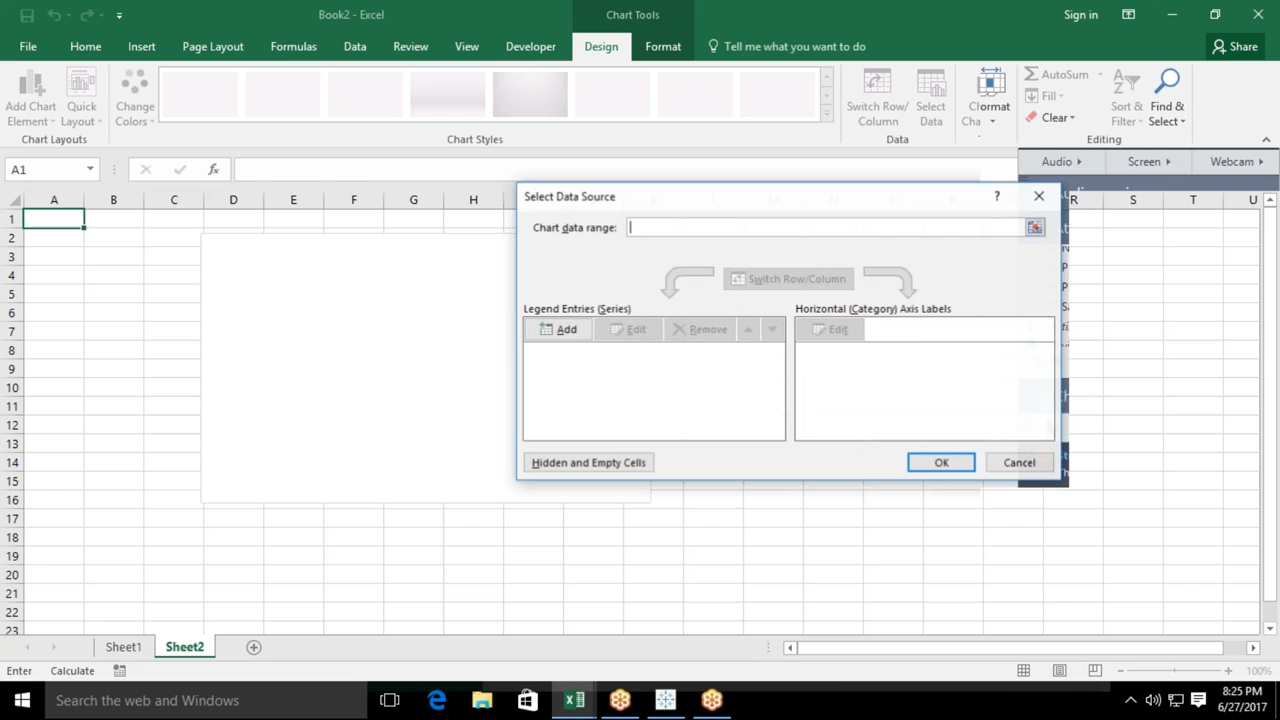 Book2 - Excel
Chart Tools
Sign in
File
Home
Insert
Page Layout
Formulas
Data
Review
View
Developer
Design
Format
Tell me what you want to do
Share
Add Chart Element
Quick Layout
Change Colors
Switch Row/ Column
Select Data
AutoSum
Fill
Clear
Sort & Filter
Find & Select
Chart Layouts
Chart Styles
Data
Editing
A1
fx
Audio
Screen
Webcam
A B C D E F G H R S T U
Select Data Source
?
Chart data range:
Switch Row/Column
Legend Entries (Series)
Horizontal (Category) Axis Labels
Add
Edit
Remove
Edit
Hidden and Empty Cells
OK
Cancel
1
2
3
4
5
6
7
8
9
10
11
12
13
14
15
16
17
18
19
20
21
22
23
Sheet1
Sheet2
Enter
Calculate
100%
Search the web and Windows
8:25 PM
6/27/2017